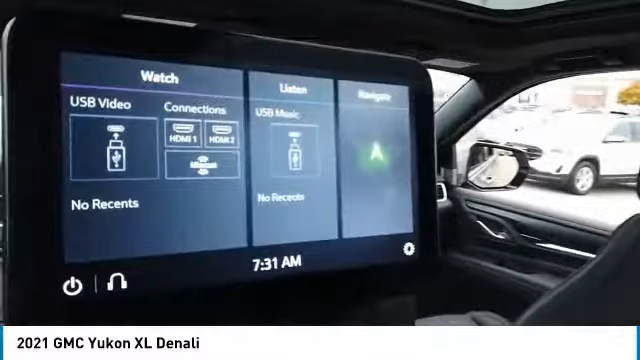 Watch
Listen
Navigate
USB Video
Connections
HDMI 1
HDMI 2
Miracast
No Recents
USB Music
No Recents
7:31 AM
2021 GMC Yukon XL Denali